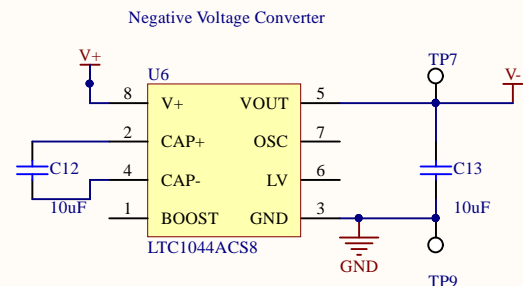 Negative Voltage Converter
V+
U6
TP7
V-
8 V+ VOUT 5
2 CAP+ OSC 7
C12
4 CAP- LV 6
C13
10uF
10uF
1 BOOST GND 3
LTC1044ACS8
GND
TP9